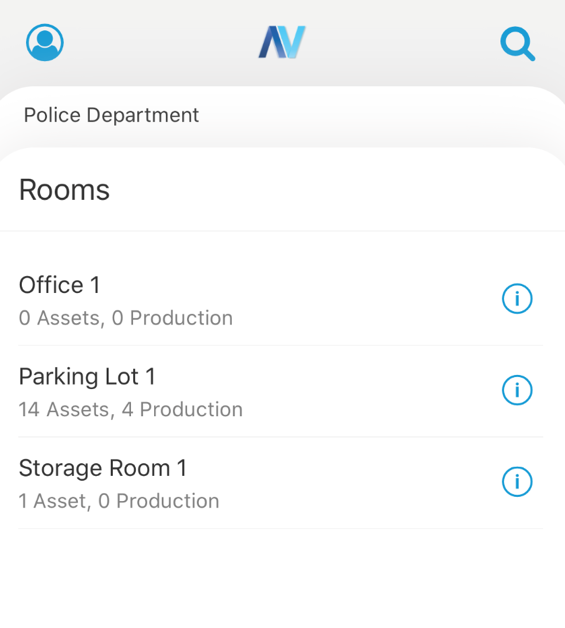 AV
Police Department
Rooms
Office 1
0 Assets, 0 Production
Parking Lot 1
14 Assets, 4 Production
Storage Room 1
1 Asset, 0 Production